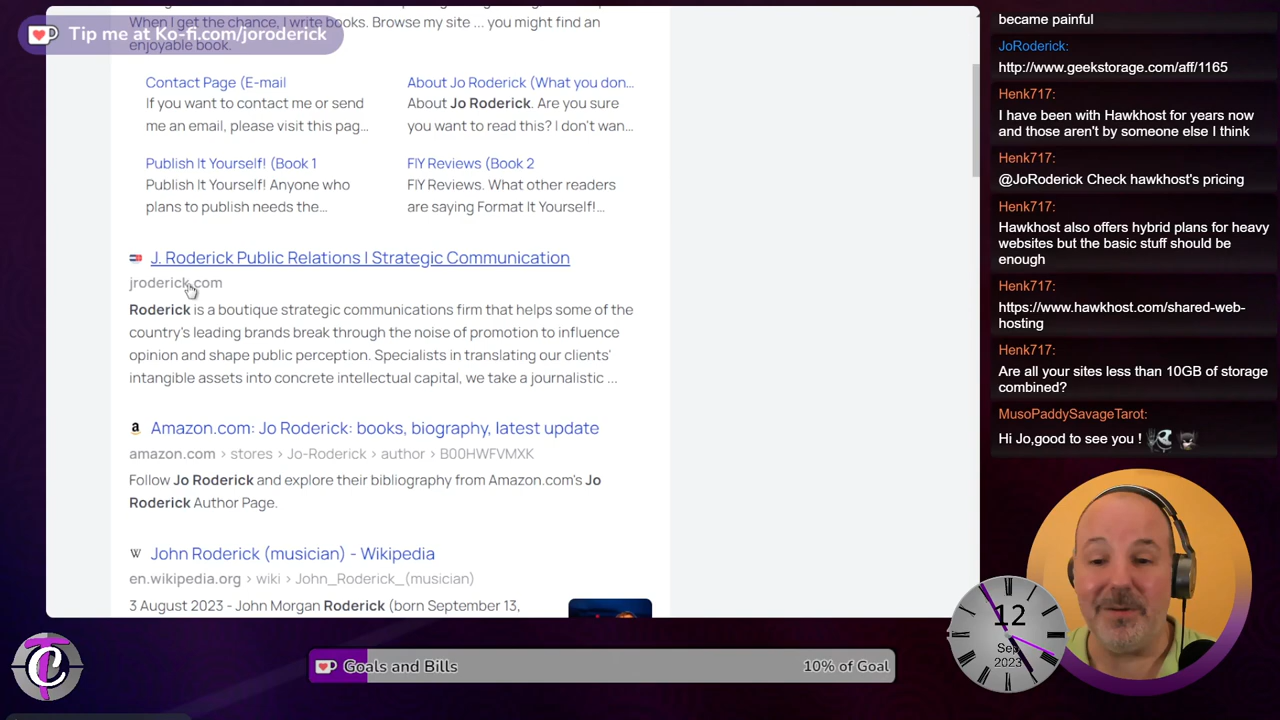 When I get the chance, I write books. Browse my site ... you might find an
Tip me at Ko-fi.com/joroderick
enjoyable book.
Contact Page (E-mail
If you want to contact me or send
me an email, please visit this pag...
About Jo Roderick (What you don...
About Jo Roderick. Are you sure
you want to read this? I don't wan...
Publish It Yourself! (Book 1
Publish It Yourself! Anyone who
plans to publish needs the...
FIY Reviews (Book 2
FIY Reviews. What other readers
are saying Format It Yourself!...
J. Roderick Public Relations | Strategic Communication
jroderick.com
Roderick is a boutique strategic communications firm that helps some of the
country's leading brands break through the noise of promotion to influence
opinion and shape public perception. Specialists in translating our clients'
intangible assets into concrete intellectual capital, we take a journalistic ...
a
Amazon.com: Jo Roderick: books, biography, latest update
amazon.com › stores › Jo-Roderick › author › B00HWFVMXK
Follow Jo Roderick and explore their bibliography from Amazon.com's Jo
Roderick Author Page.
W
John Roderick (musician) - Wikipedia
en.wikipedia.org › wiki › John_Roderick_(musician)
3 August 2023 - John Morgan Roderick (born September 13,
became painful
JoRoderick:
http://www.geekstorage.com/aff/1165
Henk717:
I have been with Hawkhost for years now
and those aren't by someone else I think
Henk717:
@JoRoderick Check hawkhost's pricing
Henk717:
Hawkhost also offers hybrid plans for heavy
websites but the basic stuff should be
enough
Henk717:
https://www.hawkhost.com/shared-web-
hosting
Henk717:
Are all your sites less than 10GB of storage
combined?
MusoPaddySavageTarot:
Hi Jo,good to see you !
12
Sep
2023
TC
Goals and Bills
10% of Goal